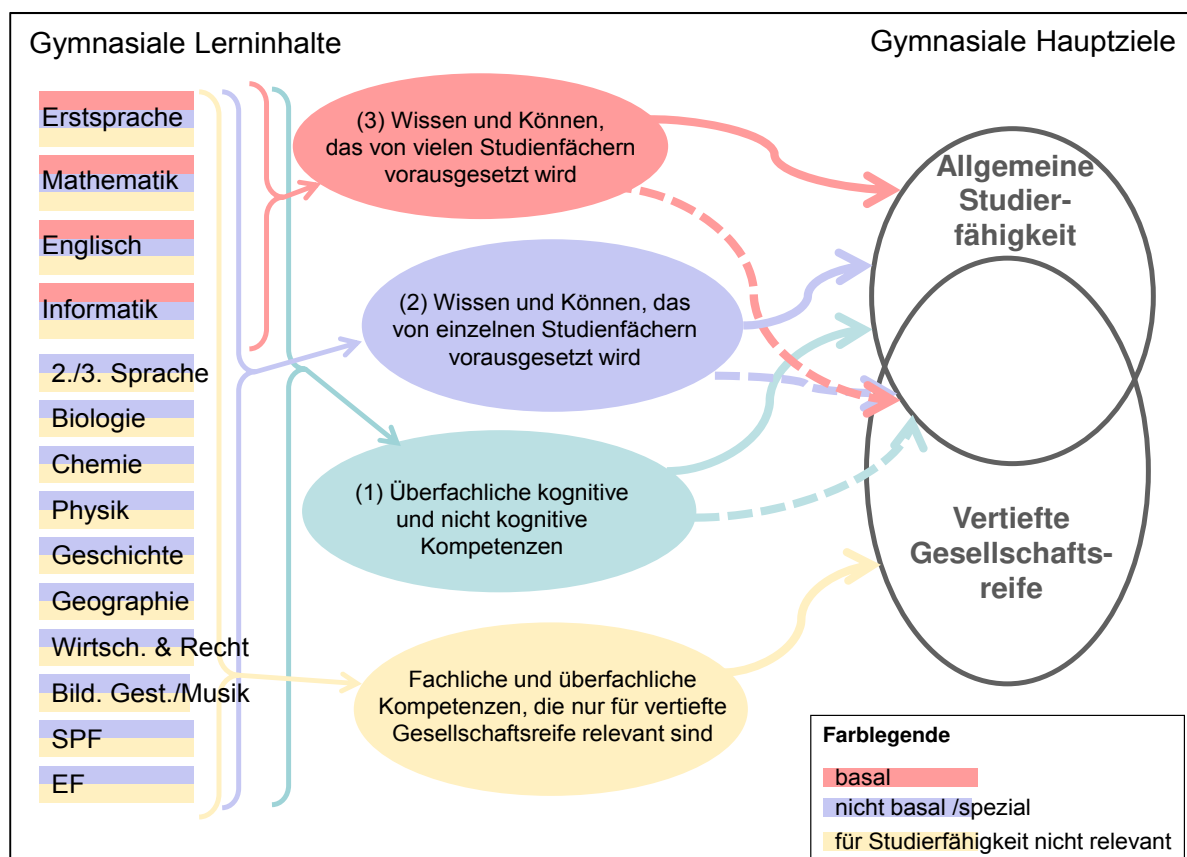 Gymnasiale Lerninhalte
Gymnasiale Hauptziele
Erstsprache
Mathematik
Englisch
Informatik
2./3. Sprache
Biologie
Chemie
Physik
Geschichte
Geographie
Wirtsch. & Recht
Bild. Gest./Musik
SPF
EF
(3) Wissen und Können,
das von vielen Studienfächern
vorausgesetzt wird
(2) Wissen und Können, das
von einzelnen Studienfächern
vorausgesetzt wird
(1) Überfachliche kognitive
und nicht kognitive
Kompetenzen
Fachliche und überfachliche
Kompetenzen, die nur für vertiefte
Gesellschaftsreife relevant sind
Allgemeine
Studier-
fähigkeit
Vertiefte
Gesellschafts-
reife
Farblegende
basal
nicht basal /spezial
für Studierfähigkeit nicht relevant